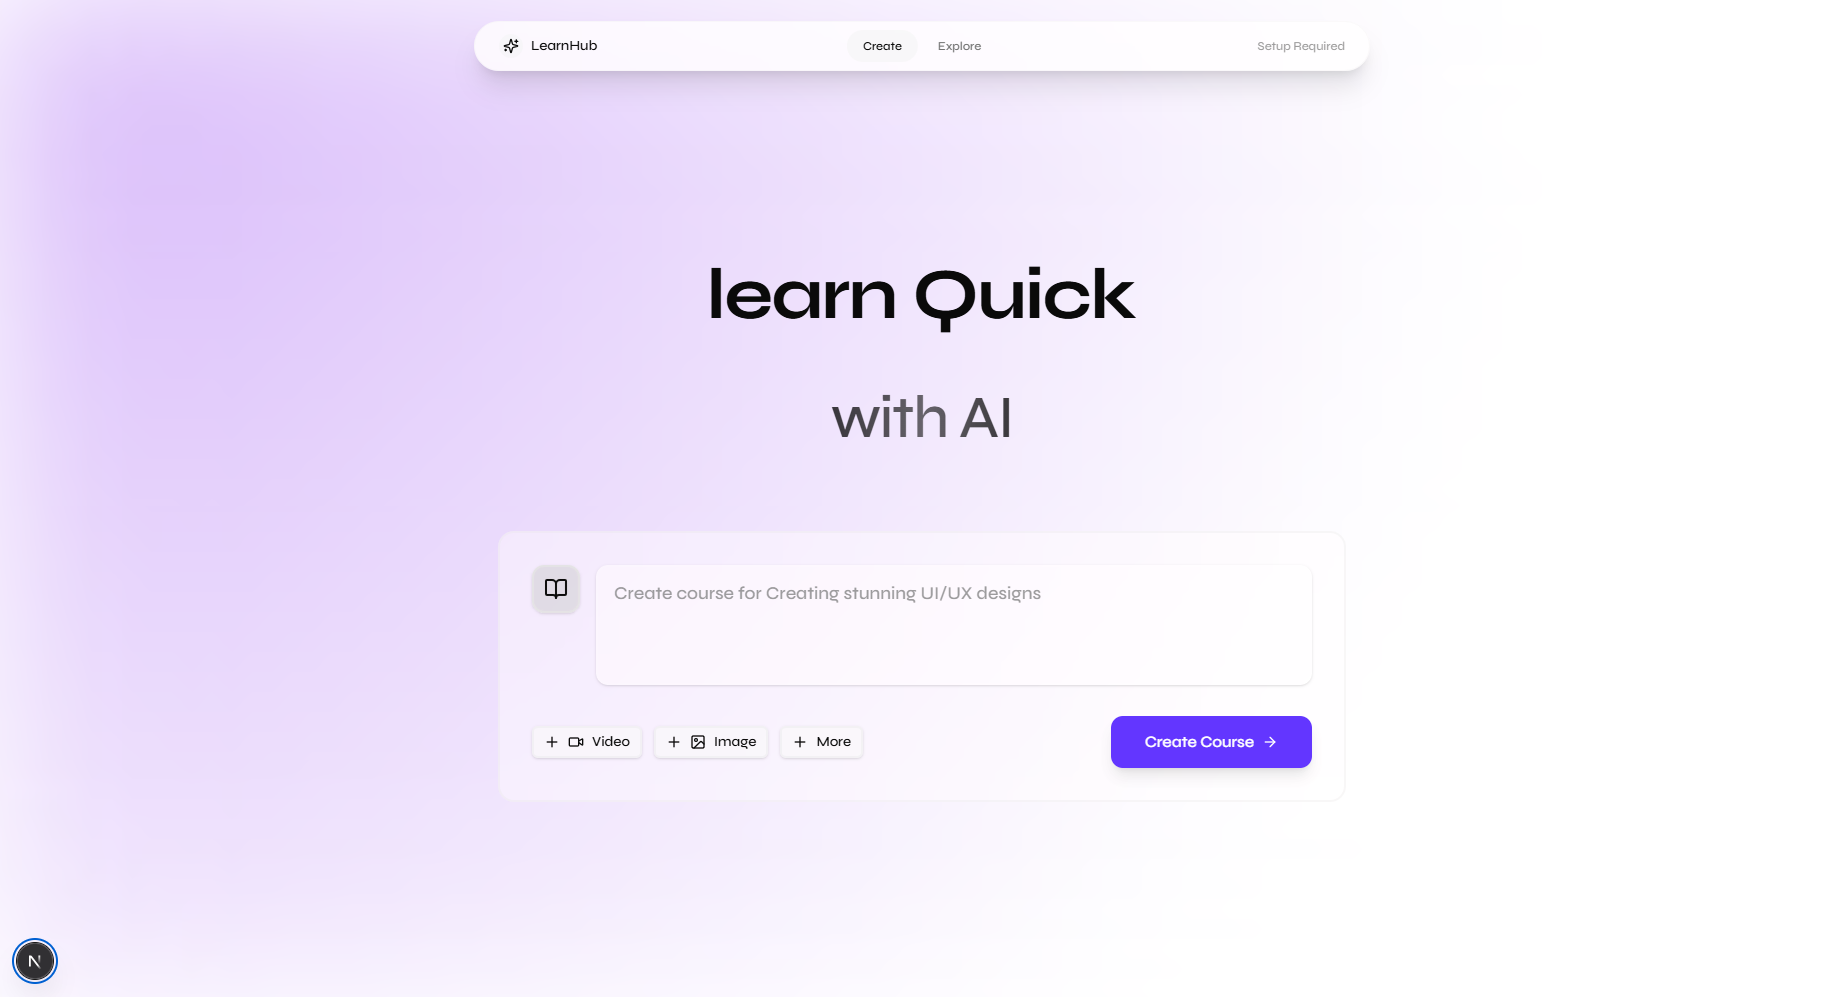 LearnHub
Create
Explore
Setup Required
learn Quick
with AI
Create course for Creating stunning UI/UX designs
Video
Image
More
Create Course
N